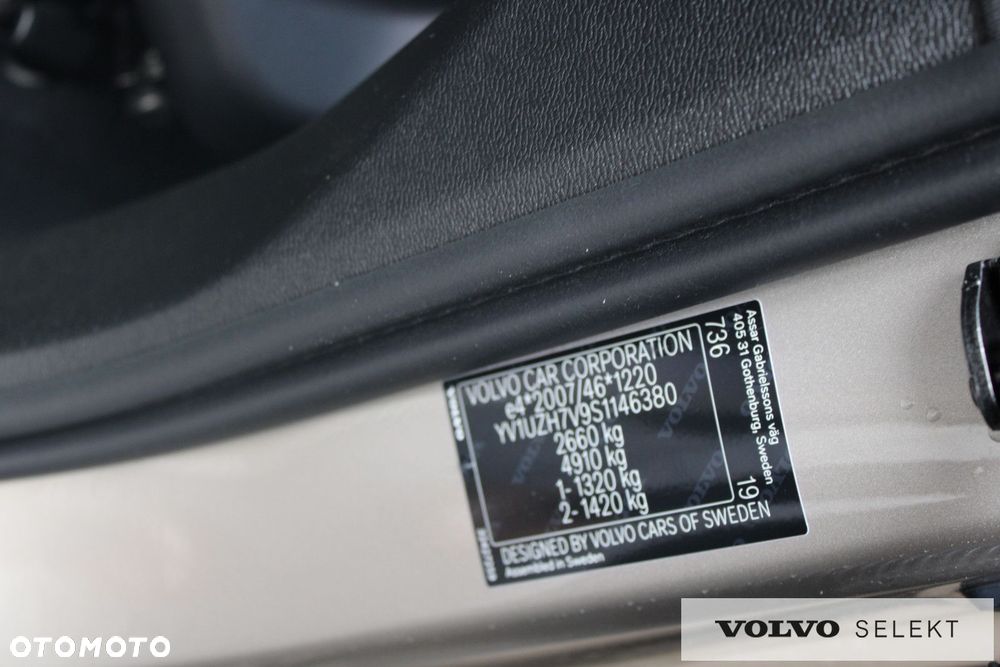 VOLVO CAR CORPORATION
e4*2007/46*1220
YV1UZH7V9S1146380
2660 kg
4910 kg
1- 1320 kg
2- 1420 kg
736
19
Assar Gabrielssons väg
405 31 Gothenburg, Sweden
DESIGNED BY VOLVO CARS OF SWEDEN
Assembled in Sweden
VOLVO SELEKT
OTOMOTO